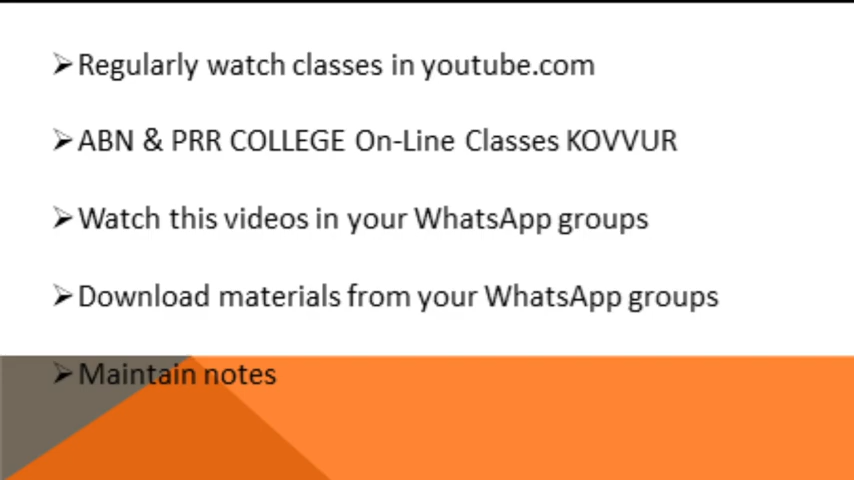 ➢Regularly watch classes in youtube.com
➢ABN & PRR COLLEGE On-Line Classes KOVVUR
➢Watch this videos in your WhatsApp groups
➢Download materials from your WhatsApp groups
➢Maintain notes